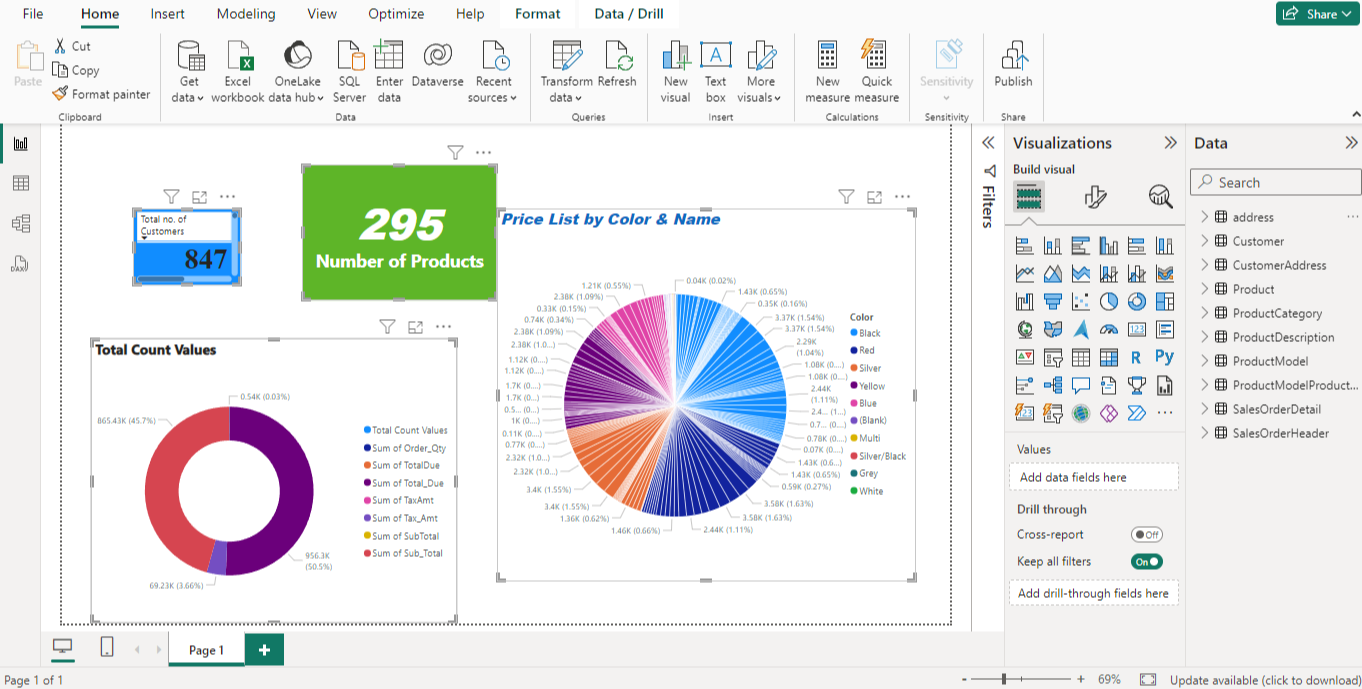 File Home Insert Modeling View Optimize Help Format Data / Drill Share
Paste
Cut
Copy
Format painter
Clipboard
Get data
Excel workbook
OneLake data hub
SQL Server
Enter data
Dataverse
Recent sources
Data
Transform data
Refresh
Queries
New visual
Text box
More visuals
Insert
New measure
Quick measure
Calculations
Sensitivity
Sensitivity
Publish
Share
Total no. of
Customers
847
295
Number of Products
Total Count Values
0.54K (0.03%)
865.43K (45.7%)
956.3K
(50.5%)
69.23K (3.66%)
Total Count Values
Sum of Order_Qty
Sum of TotalDue
Sum of Total_Due
Sum of TaxAmt
Sum of Tax_Amt
Sum of SubTotal
Sum of Sub_Total
Price List by Color & Name
1.21K (0.55%)
2.38K (1.09%)
0.33K (0.15%)
0.74K (0.34%)
2.38K (1.09%)
2.38K (1.0...)
1.12K (0....)
1.12K (0....)
1.7K (0...)
1.7K (0...)
0.5... (0...)
1K (0....)
0.11K (0....)
0.77K (0...)
2.32K (1.0...)
2.32K (1.0...)
3.4K (1.55%)
3.4K (1.55%)
1.36K (0.62%)
1.46K (0.66%)
0.04K (0.02%)
1.43K (0.65%)
0.35K (0.16%)
3.37K (1.54%)
3.37K (1.54%)
2.29K
(1.04%)
1.08K (0...)
1.08K (0...)
2.44K
(1.11%)
2.4... (1...)
0.7... (0...)
0.78K (0...)
0.07K (0...)
1.43K (0.6...)
1.43K (0.65%)
0.59K (0.27%)
3.58K (1.63%)
3.58K (1.63%)
2.44K (1.11%)
Color
Black
Red
Silver
Yellow
Blue
(Blank)
Multi
Silver/Black
Grey
White
Filters
Visualizations
Build visual
R Py
123
123
Values
Add data fields here
Drill through
Cross-report Off
Keep all filters On
Add drill-through fields here
Data
Search
address
Customer
CustomerAddress
Product
ProductCategory
ProductDescription
ProductModel
ProductModelProduct...
SalesOrderDetail
SalesOrderHeader
Page 1
Page 1 of 1
- + 69%
Update available (click to download)